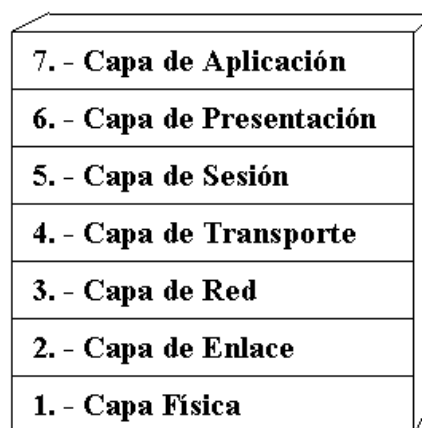 7. - Capa de Aplicación
6. - Capa de Presentación
5. - Capa de Sesión
4. - Capa de Transporte
3. - Capa de Red
2. - Capa de Enlace
1. - Capa Física